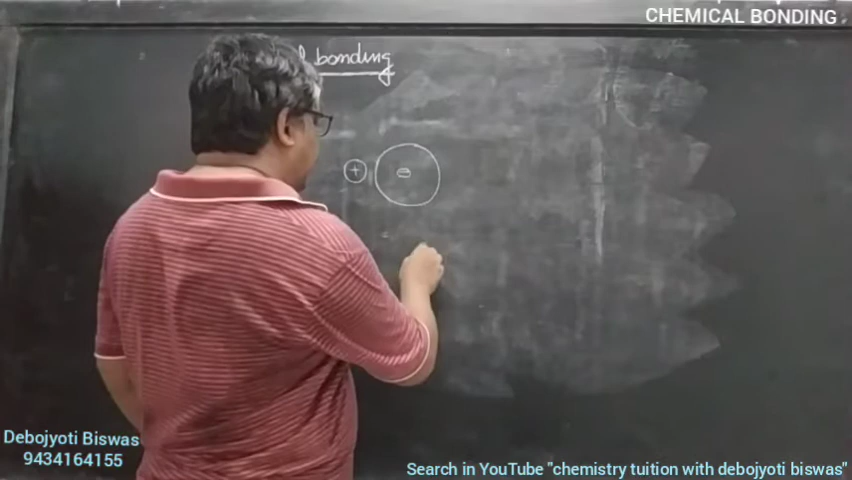 CHEMICAL BONDING
bonding
+
-
Debojyoti Biswas
9434164155
Search in YouTube "chemistry tuition with debojyoti biswas"